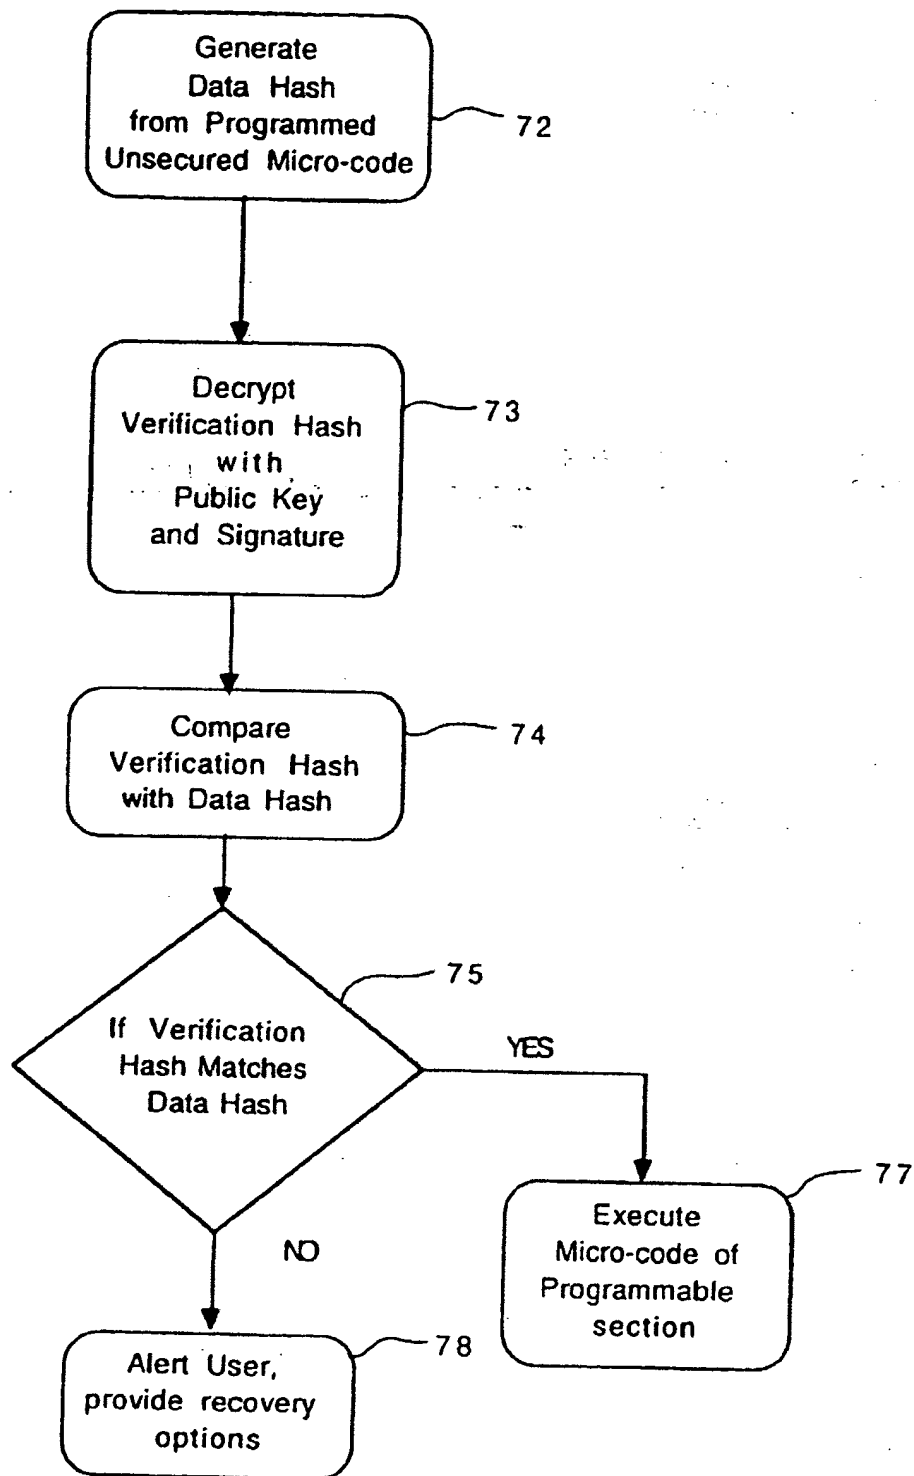 Generate
Data Hash
from Programmed
Unsecured Micro-code
72
Decrypt
Verification Hash
with
Public Key
and Signature
73
Compare
Verification Hash
with Data Hash
74
75
If Verification
Hash Matches
Data Hash
YES
77
Execute
Micro-code of
Programmable
section
NO
78
Alert User,
provide recovery
options